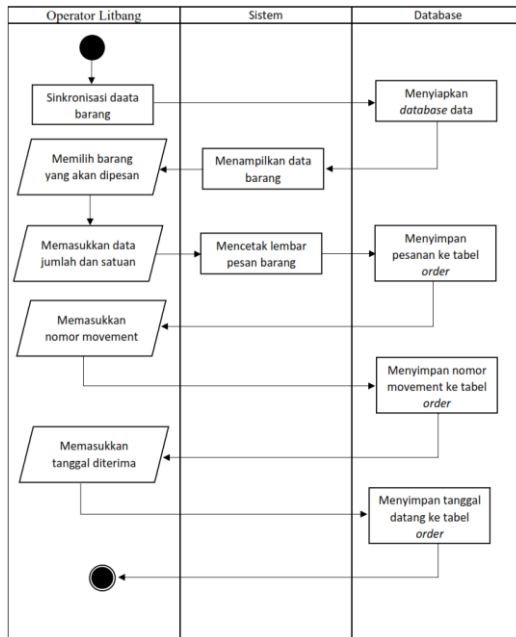 Operator Litbang
Sistem
Database
Sinkronisasi daata
barang
Menyiapkan
database data
Memilih barang
yang akan dipesan
Menampilkan data
barang
Memasukkan data
jumlah dan satuan
Mencetak lembar
pesan barang
Menyimpan
pesanan ke tabel
order
Memasukkan
nomor movement
Menyimpan nomor
movement ke tabel
order
Memasukkan
tanggal diterima
Menyimpan tanggal
datang ke tabel
order